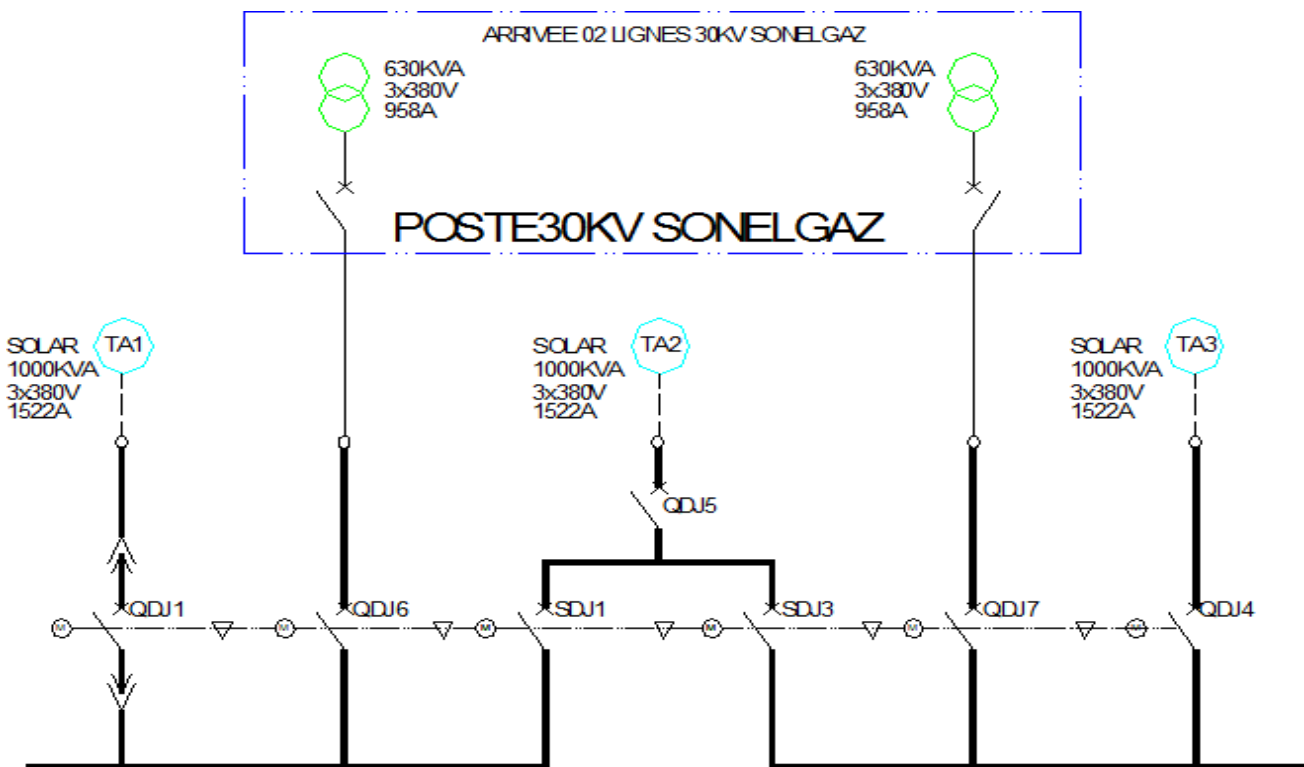 ARRIVEE 02 LIGNES 30KV SONELGAZ
630KVA
3x380V
958A
630KVA
3x380V
958A
POSTE30KV SONELGAZ
SOLAR
1000KVA
3x380V
1522A
TA1
SOLAR
1000KVA
3x380V
1522A
TA2
SOLAR
1000KVA
3x380V
1522A
TA3
QDJ5
M
QDJ1
M
QDJ6
M
SDJ1
M
SDJ3
M
QDJ7
M
QDJ4